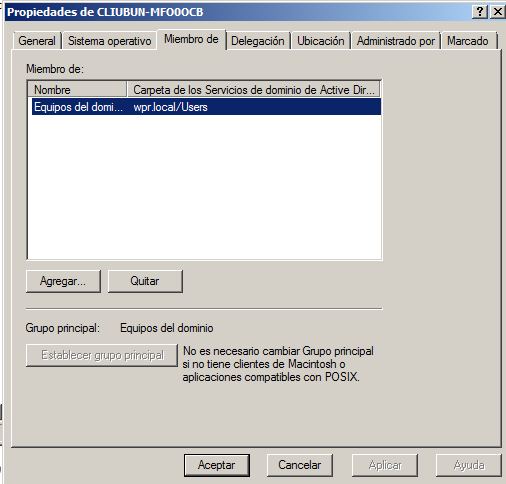 Propiedades de CLIUBUN-MF000CB
General Sistema operativo Miembro de Delegación Ubicación Administrado por Marcado
Miembro de:
Nombre Carpeta de los Servicios de dominio de Active Dir...
Equipos del domi... wpr.local/Users
Agregar... Quitar
Grupo principal: Equipos del dominio
Establecer grupo principal
No es necesario cambiar Grupo principal
si no tiene clientes de Macintosh o
aplicaciones compatibles con POSIX.
Aceptar Cancelar Aplicar Ayuda